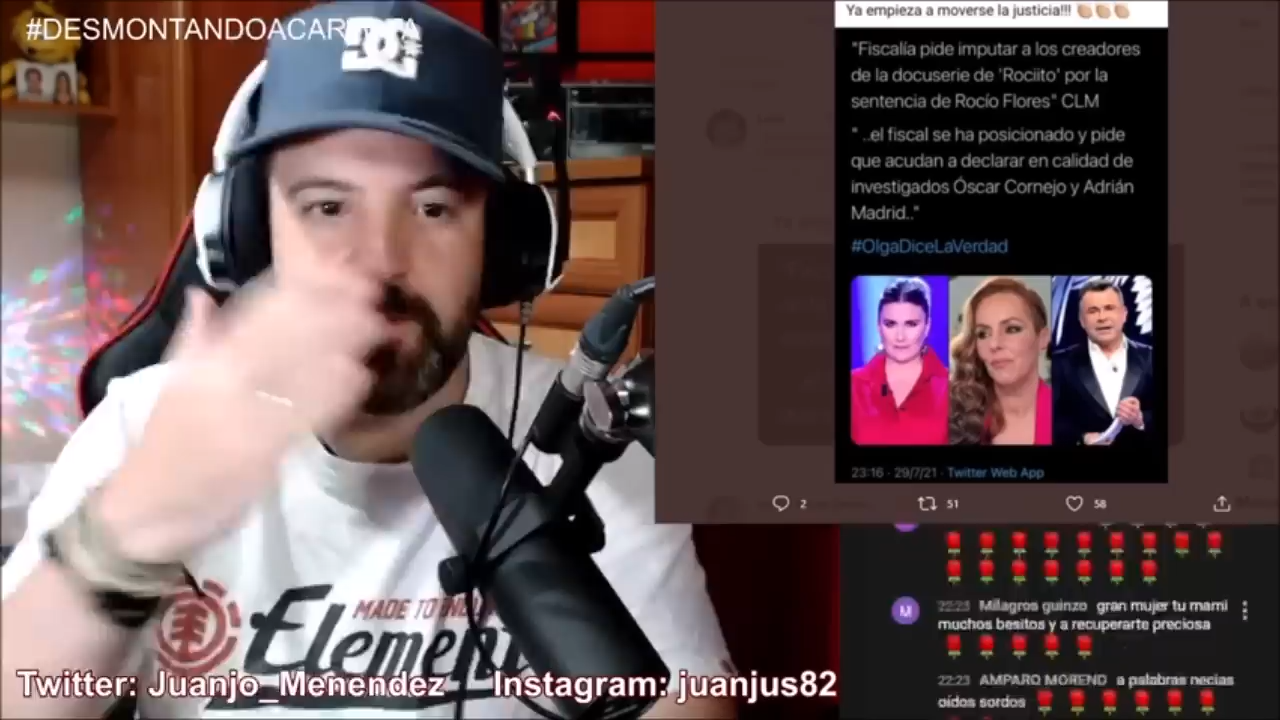 #DESMONTANDOACAR
Ya empieza a moverse la justicia!!!
"Fiscalía pide imputar a los creadores
de la docuserie de 'Rociito' por la
sentencia de Rocío Flores" CLM
" ..el fiscal se ha posicionado y pide
que acudan a declarar en calidad de
investigados Óscar Cornejo y Adrián
Madrid.."
#OlgaDiceLaVerdad
23:16 · 29/7/21 · Twitter Web App
2
51
58
M
22:23 Milagros guinzo gran mujer tu mami
muchos besitos y a recuperarte preciosa
22:23 AMPARO MORENO a palabras necias
oídos sordos
DC
MADE TO
Element
Twitter: Juanjo_Menendez
Instagram: juanjus82